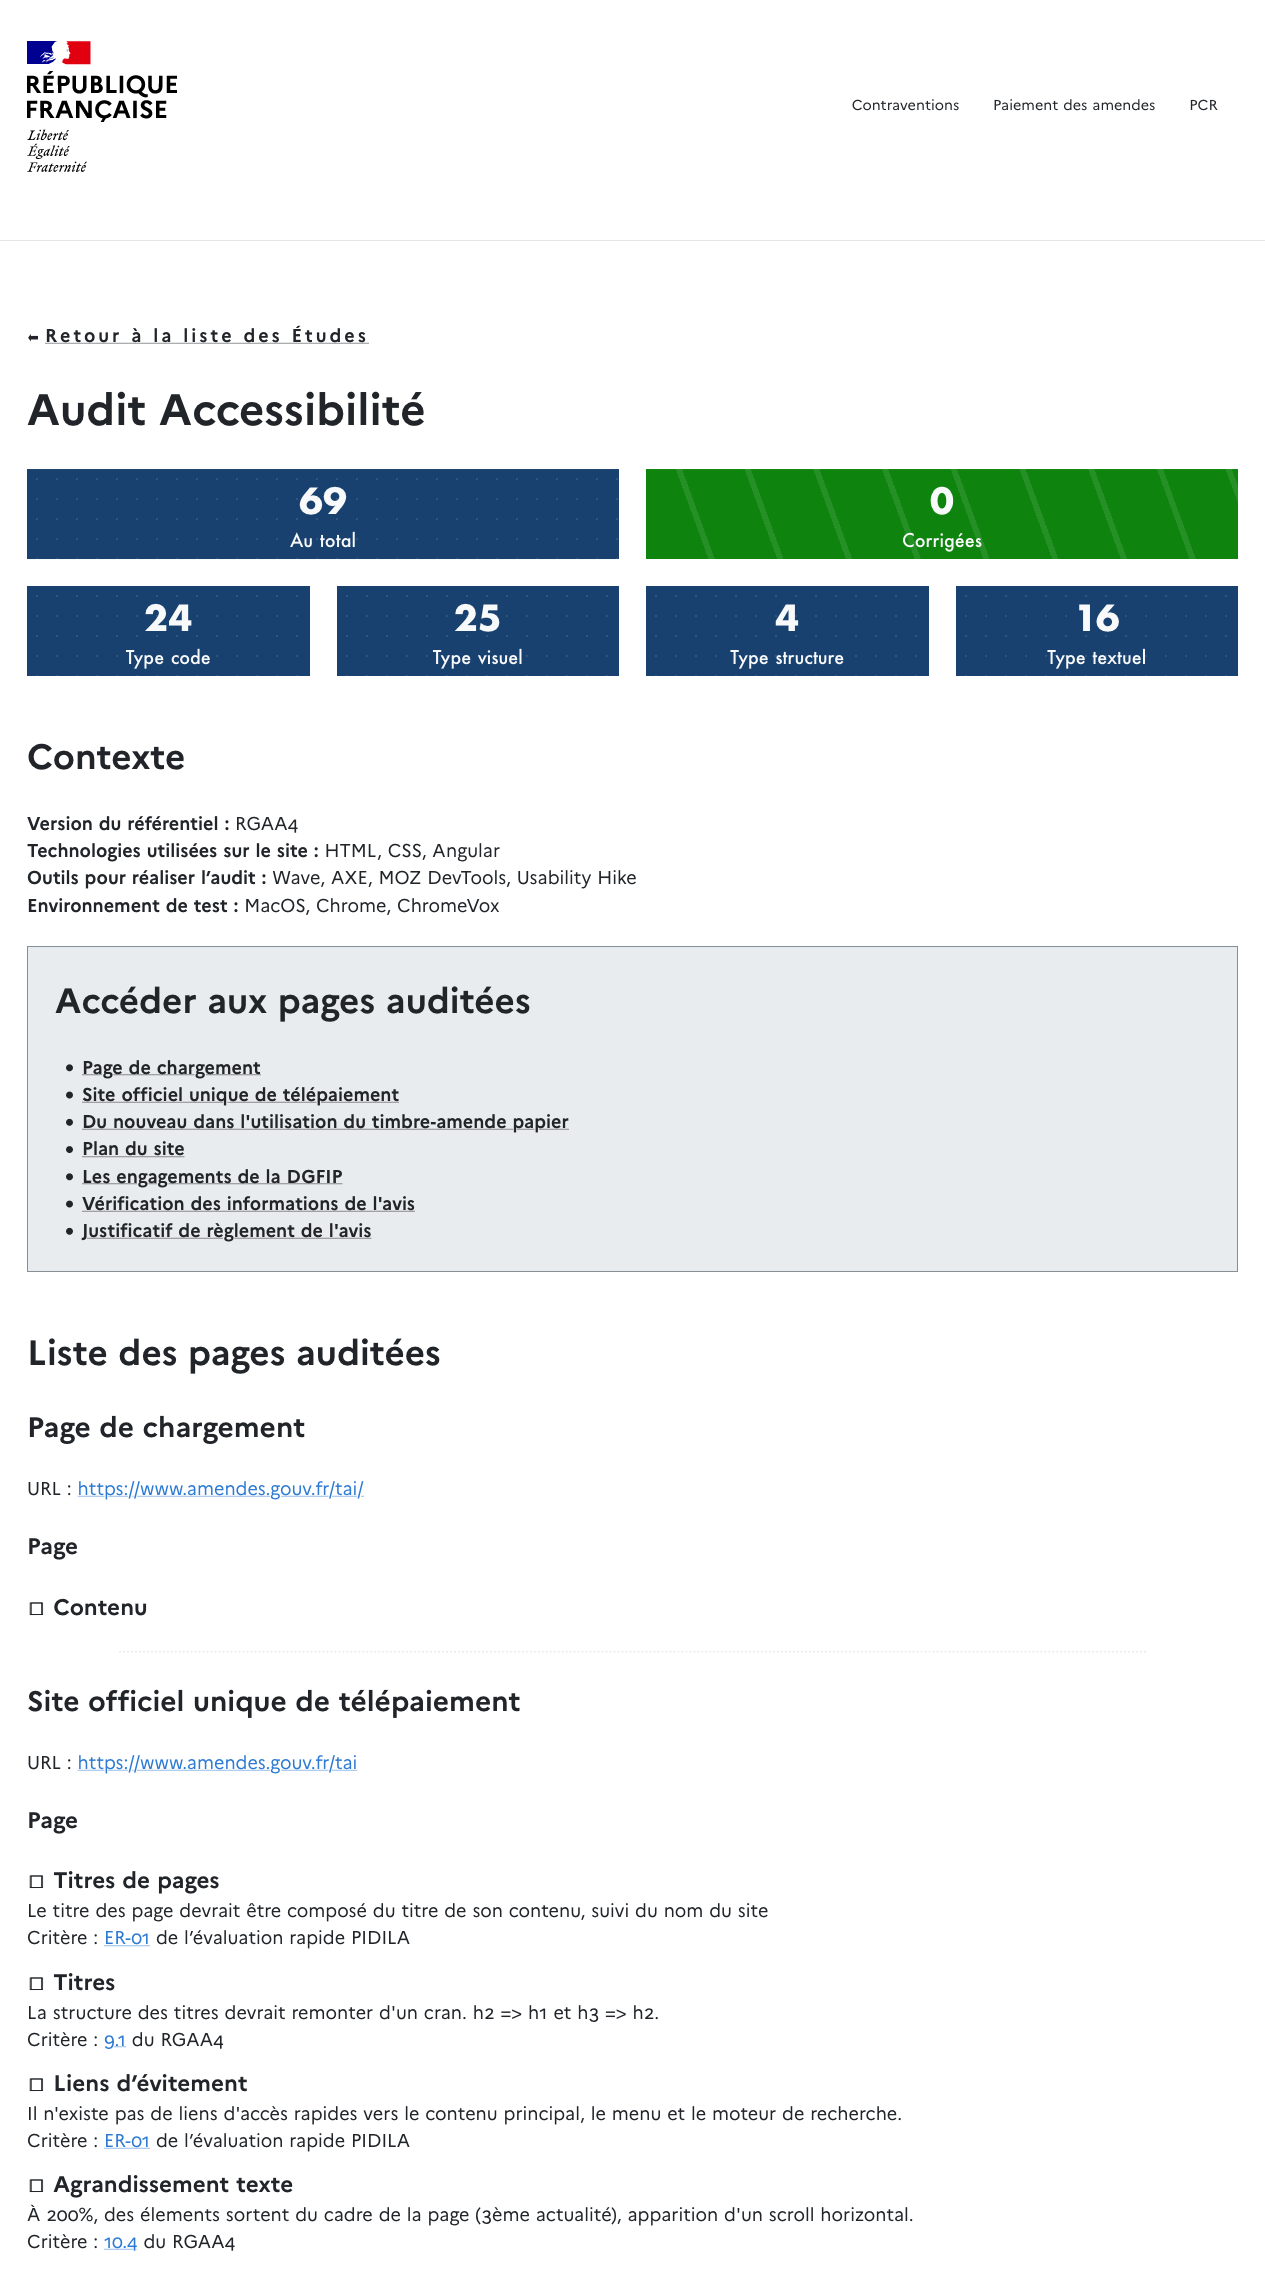 RÉPUBLIQUE
FRANÇAISE
Liberté
Égalité
Fraternité
Contraventions Paiement des amendes PCR
⬅ Retour à la liste des Études
Audit Accessibilité
69
Au total
0
Corrigées
24
Type code
25
Type visuel
4
Type structure
16
Type textuel
Contexte
Version du référentiel : RGAA4
Technologies utilisées sur le site : HTML, CSS, Angular
Outils pour réaliser l’audit : Wave, AXE, MOZ DevTools, Usability Hike
Environnement de test : MacOS, Chrome, ChromeVox
Accéder aux pages auditées
• Page de chargement
• Site officiel unique de télépaiement
• Du nouveau dans l'utilisation du timbre-amende papier
• Plan du site
• Les engagements de la DGFIP
• Vérification des informations de l'avis
• Justificatif de règlement de l'avis
Liste des pages auditées
Page de chargement
URL : https://www.amendes.gouv.fr/tai/
Page
☐ Contenu
Site officiel unique de télépaiement
URL : https://www.amendes.gouv.fr/tai
Page
☐ Titres de pages
Le titre des page devrait être composé du titre de son contenu, suivi du nom du site
Critère : ER-01 de l’évaluation rapide PIDILA
☐ Titres
La structure des titres devrait remonter d'un cran. h2 => h1 et h3 => h2.
Critère : 9.1 du RGAA4
☐ Liens d’évitement
Il n'existe pas de liens d'accès rapides vers le contenu principal, le menu et le moteur de recherche.
Critère : ER-01 de l’évaluation rapide PIDILA
☐ Agrandissement texte
À 200%, des élements sortent du cadre de la page (3ème actualité), apparition d'un scroll horizontal.
Critère : 10.4 du RGAA4